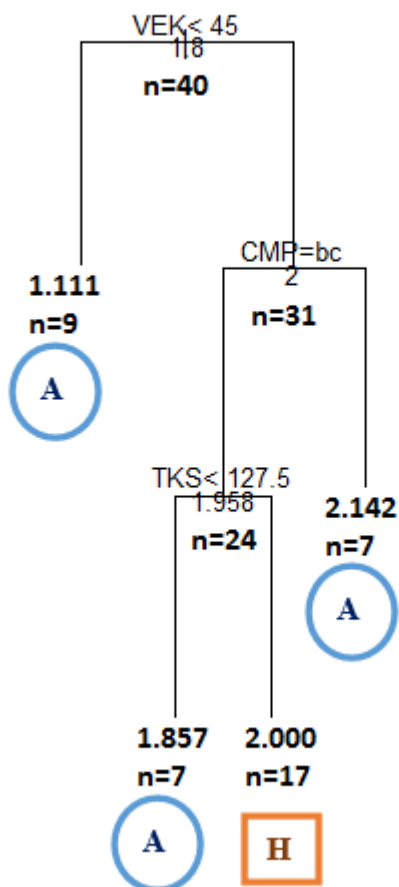 VEK< 45
1.8
n=40
CMP=bc
2
n=31
1.111
n=9
A
TKS< 127.5
1.958
n=24
2.142
n=7
A
1.857
n=7
A
2.000
n=17
H